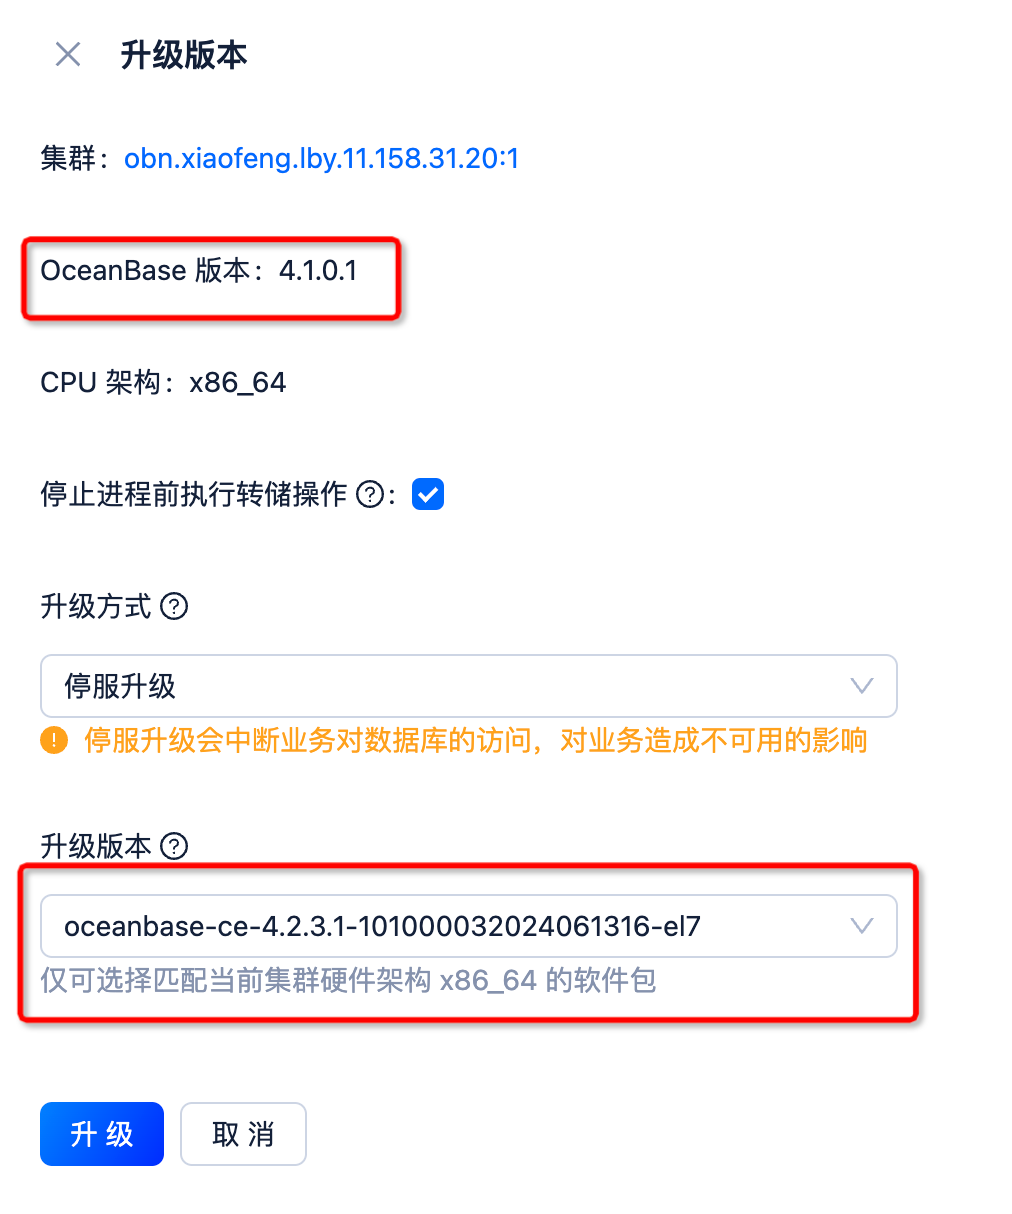 升级版本
集群：obn.xiaofeng.lby.11.158.31.20:1
OceanBase 版本：4.1.0.1
CPU 架构：x86_64
停止进程前执行转储操作 ?：
升级方式 ?
停服升级
! 停服升级会中断业务对数据库的访问，对业务造成不可用的影响
升级版本 ?
oceanbase-ce-4.2.3.1-101000032024061316-el7
仅可选择匹配当前集群硬件架构 x86_64 的软件包
升 级 取 消